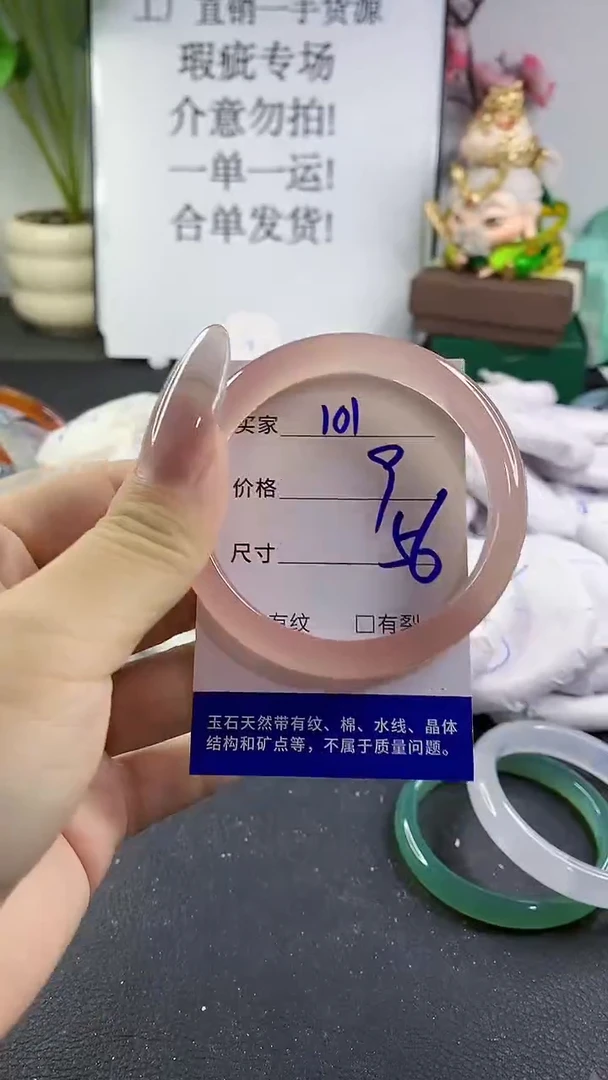 工厂直销一手货源
瑕疵专场
介意勿拍!
一单一运!
合单发货!
买家 101
价格 9
尺寸 56
有纹 □有裂
玉石天然带有纹、棉、水线、晶体
结构和矿点等，不属于质量问题。